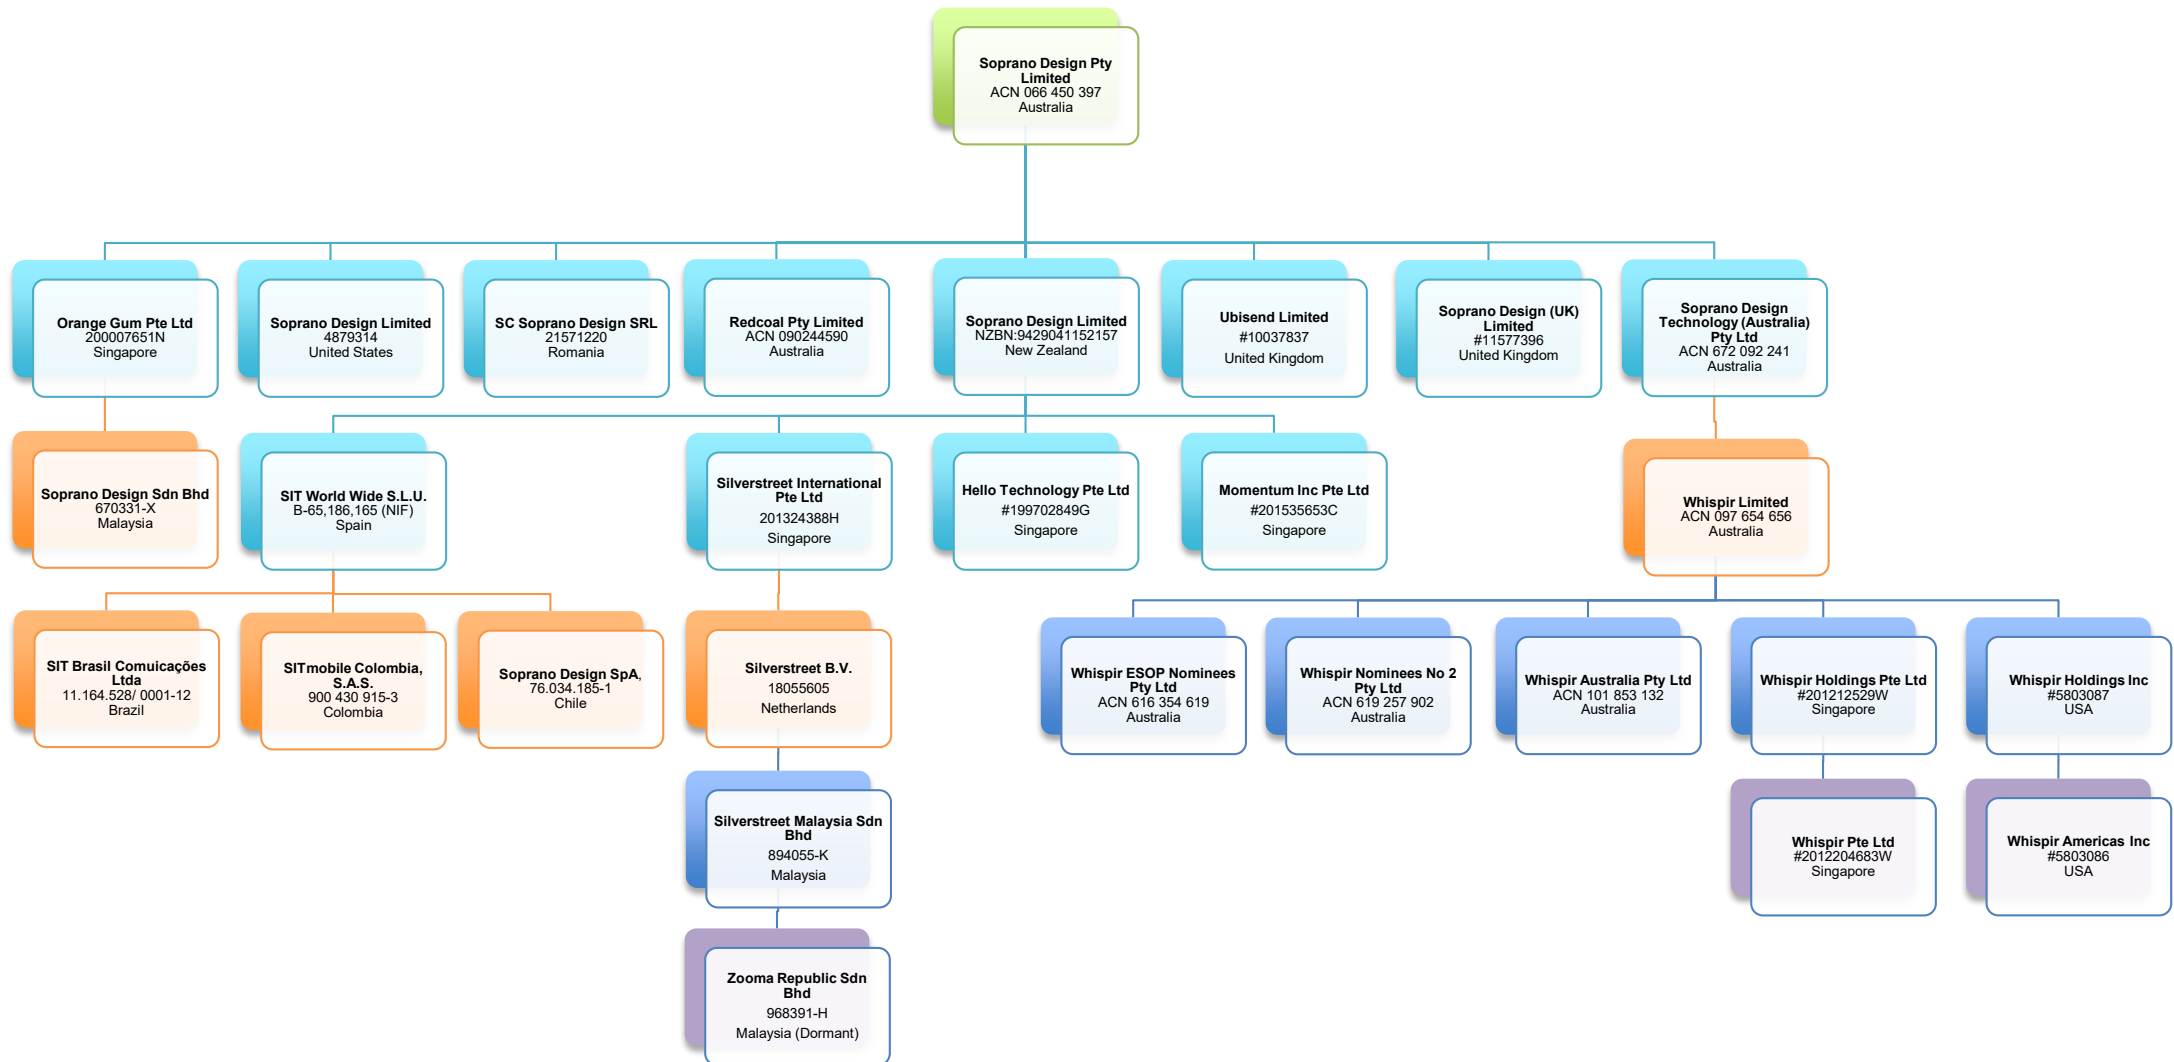 Soprano Design Pty
Limited
ACN 066 450 397
Australia
Orange Gum Pte Ltd
200007651N
Singapore
Soprano Design Limited
4879314
United States
SC Soprano Design SRL
21571220
Romania
Redcoal Pty Limited
ACN 090244590
Australia
Soprano Design Limited
NZBN:9429041152157
New Zealand
Ubisend Limited
#10037837
United Kingdom
Soprano Design (UK)
Limited
#11577396
United Kingdom
Soprano Design
Technology (Australia)
Pty Ltd
ACN 672 092 241
Australia
Soprano Design Sdn Bhd
670331-X
Malaysia
SIT World Wide S.L.U.
B-65,186,165 (NIF)
Spain
Silverstreet International
Pte Ltd
201324388H
Singapore
Hello Technology Pte Ltd
#199702849G
Singapore
Momentum Inc Pte Ltd
#201535653C
Singapore
Whispir Limited
ACN 097 654 656
Australia
SIT Brasil Comuicações
Ltda
11.164.528/ 0001-12
Brazil
SITmobile Colombia,
S.A.S.
900 430 915-3
Colombia
Soprano Design SpA,
76.034.185-1
Chile
Silverstreet B.V.
18055605
Netherlands
Whispir ESOP Nominees
Pty Ltd
ACN 616 354 619
Australia
Whispir Nominees No 2
Pty Ltd
ACN 619 257 902
Australia
Whispir Australia Pty Ltd
ACN 101 853 132
Australia
Whispir Holdings Pte Ltd
#201212529W
Singapore
Whispir Holdings Inc
#5803087
USA
Silverstreet Malaysia Sdn
Bhd
894055-K
Malaysia
Whispir Pte Ltd
#2012204683W
Singapore
Whispir Americas Inc
#5803086
USA
Zooma Republic Sdn
Bhd
968391-H
Malaysia (Dormant)